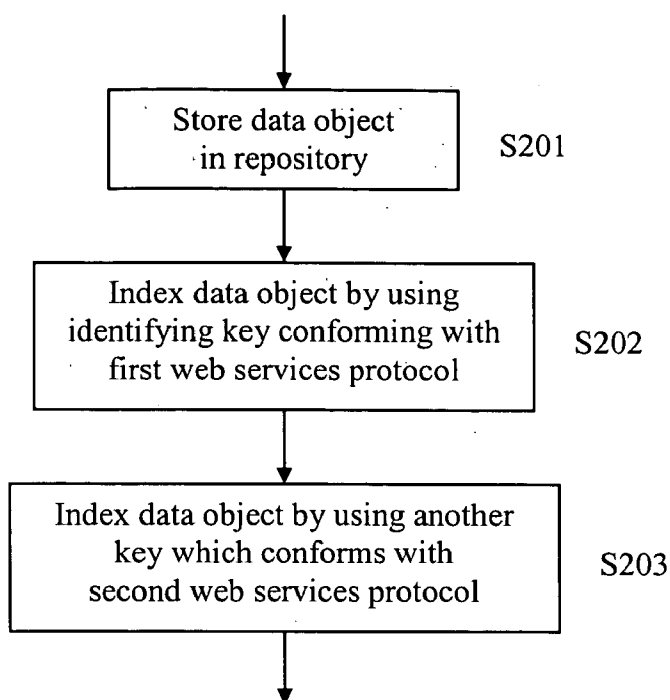 Store data object
in repository
S201
Index data object by using
identifying key conforming with
first web services protocol
S202
Index data object by using another
key which conforms with
second web services protocol
S203